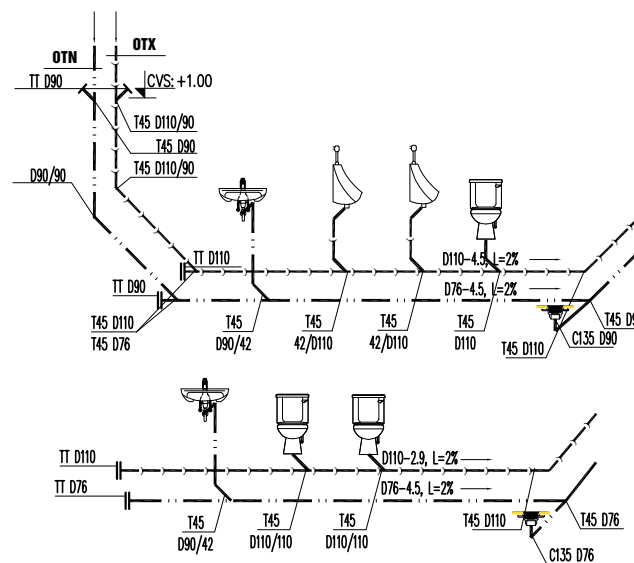 OTN
OTX
TT D90
CVS: +1.00
T45 D110/90
T45 D90
T45 D110/90
D90/90
TT D110
D110-4.5, L=2%
TT D90
D76-4.5, L=2%
T45 D110
T45 D76
T45
D90/42
T45
42/D110
T45
42/D110
T45
D110
T45 D110
C135 D90
T45 D9
TT D110
D110-2.9, L=2%
TT D76
D76-4.5, L=2%
T45
D90/42
T45
D110/110
T45
D110/110
T45 D110
T45 D76
C135 D76